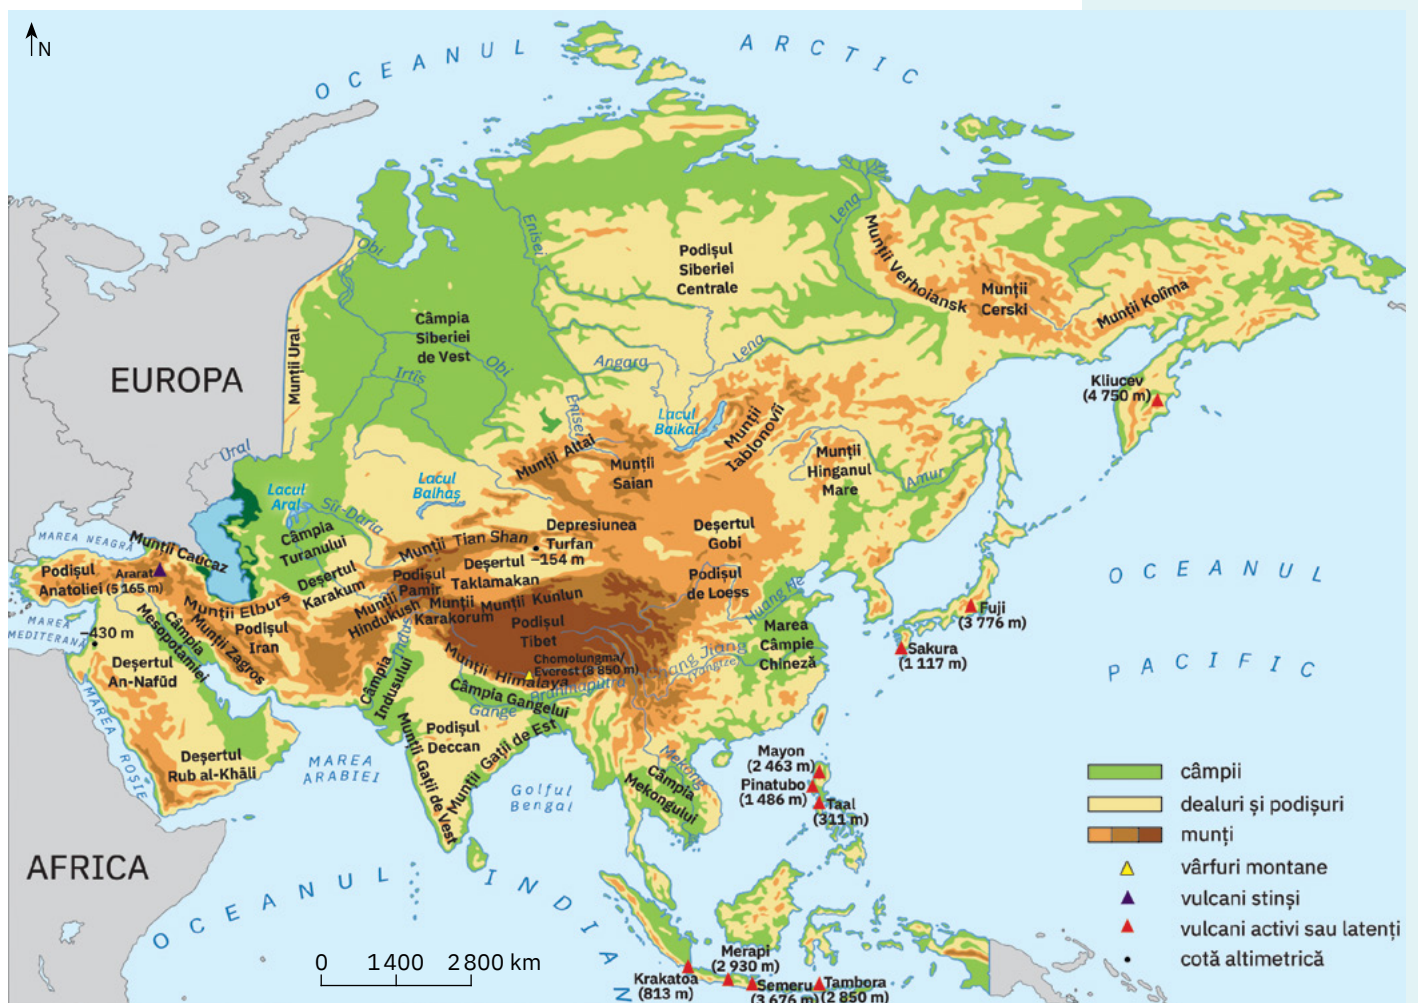 N
OCEANUL ARCTIC
EUROPA
Munții Ural
Obi
Câmpia
Siberiei
de Vest
Irtîș
Obi
Enisei
Enisei
Podișul
Siberiei
Centrale
Angara
Lena
Lena
Munții Verhoiansk
Munții
Cerski
Munții Kolîma
Kliucev
(4 750 m)
Lacul
Baikal
Munții
Iablonovîi
Munții Altai
Munții
Saian
Munții
Hinganul
Mare
Amur
Ural
Lacul
Aral
Sîr-Daria
Lacul
Balhaș
Câmpia
Turanului
Deșertul
Karakum
MAREA NEAGRĂ
Munții Caucaz
Podișul
Anatoliei
Ararat
(5 165 m)
Munții Elburs
MAREA
MEDITERANĂ
–430 m
Câmpia
Mesopotamiei
Munții Zagros
Podișul
Iran
Munții Tian Shan
Depresiunea
Turfan
–154 m
Deșertul
Taklamakan
Podișul
Pamir
Munții
Hindukush
Munții
Karakorum
Munții Kunlun
Podișul
Tibet
Deșertul
Gobi
Podișul
de Loess
Huang He
Marea
Câmpie
Chineză
Chang Jiang
(Yangtze)
Chomolungma/
Everest (8 850 m)
Munții Himalaya
Brahmaputra
Câmpia Gangelui
Gange
Indus
Câmpia
Indusului
Podișul
Deccan
Munții Gații de Vest
Munții Gații de Est
Mekong
Câmpia
Mekongului
Deșertul
An-Nafūd
Deșertul
Rub al-Khāli
MAREA
ROȘIE
MAREA
ARABIEI
Golful
Bengal
Fuji
(3 776 m)
Sakura
(1 117 m)
OCEANUL
PACIFIC
Mayon
(2 463 m)
Pinatubo
(1 486 m)
Taal
(311 m)
AFRICA
OCEANUL INDIAN
Krakatoa
(813 m)
Merapi
(2 930 m)
Semeru
(3 676 m)
Tambora
(2 850 m)
0 1 400 2 800 km
câmpii
dealuri și podișuri
munți
vârfuri montane
vulcani stinși
vulcani activi sau latenți
cotă altimetrică